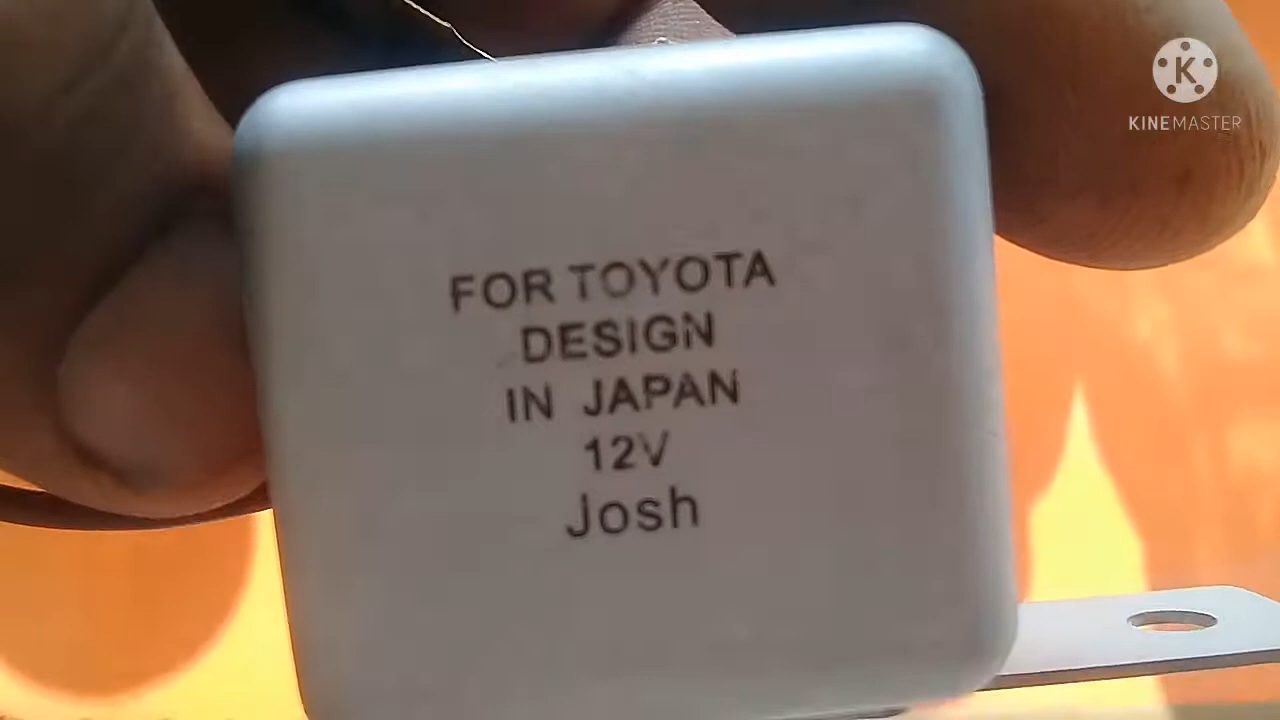 FOR TOYOTA
DESIGN
IN JAPAN
12V
Josh
K
KINEMASTER